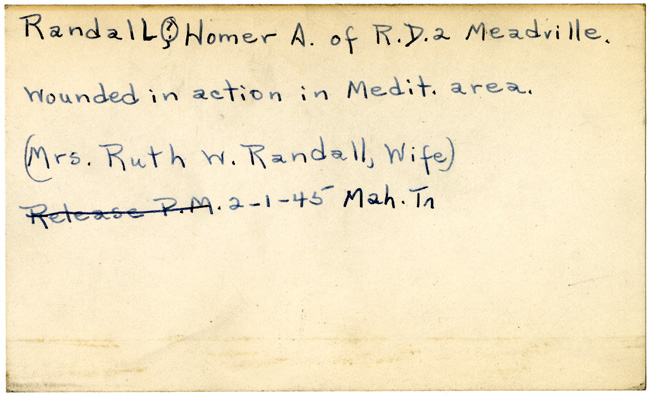 Randall(?), Homer A. of R.D.2 Meadville.
wounded in action in Medit. area.
(Mrs. Ruth W. Randall, Wife)
Release P.M. 2-1-45 Mah. Tr